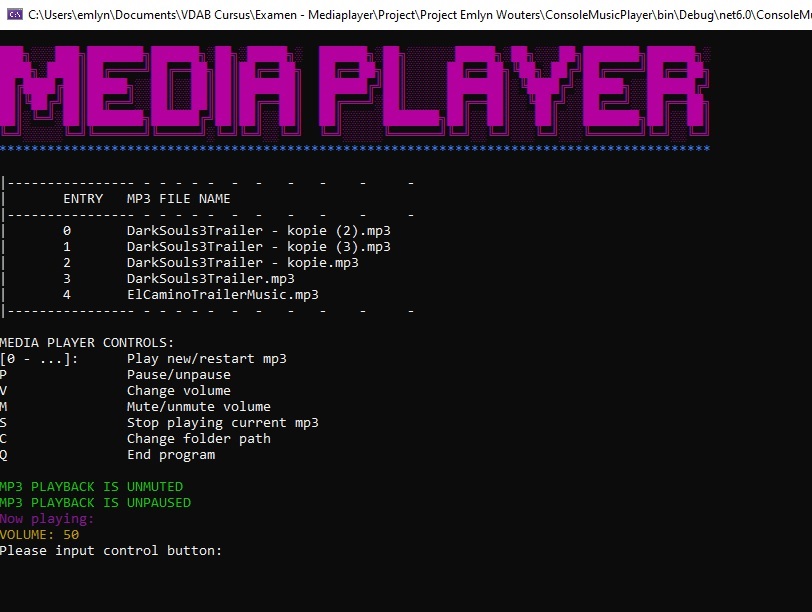 C:\Users\emlyn\Documents\VDAB Cursus\Examen - Mediaplayer\Project\Project Emlyn Wouters\ConsoleMusicPlayer\bin\Debug\net6.0\ConsoleMu
MEDIA PLAYER
*****************************************************************************************
|---------------- - - - - -  -  -   -   -    -     -
|       ENTRY   MP3 FILE NAME
|---------------- - - - - -  -  -   -   -    -     -
|       0       DarkSouls3Trailer - kopie (2).mp3
|       1       DarkSouls3Trailer - kopie (3).mp3
|       2       DarkSouls3Trailer - kopie.mp3
|       3       DarkSouls3Trailer.mp3
|       4       ElCaminoTrailerMusic.mp3
|---------------- - - - - -  -  -   -   -    -     -
MEDIA PLAYER CONTROLS:
[0 - ...]:      Play new/restart mp3
P               Pause/unpause
V               Change volume
M               Mute/unmute volume
S               Stop playing current mp3
C               Change folder path
Q               End program
MP3 PLAYBACK IS UNMUTED
MP3 PLAYBACK IS UNPAUSED
Now playing:
VOLUME: 50
Please input control button: